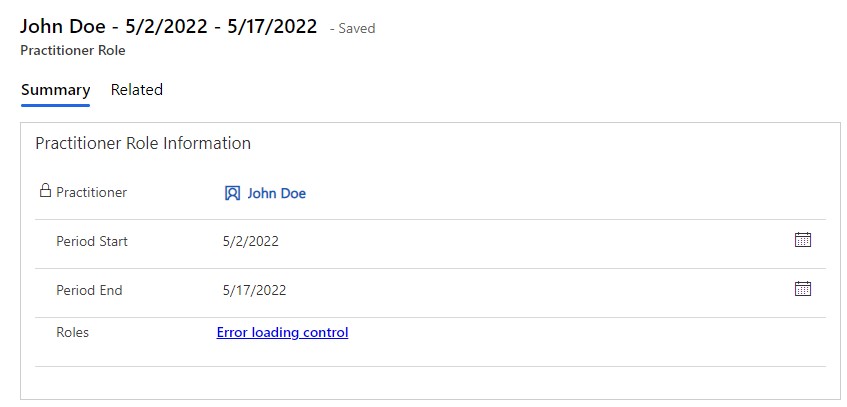 John Doe - 5/2/2022 - 5/17/2022 - Saved
Practitioner Role
Summary Related
Practitioner Role Information
Practitioner John Doe
Period Start 5/2/2022
Period End 5/17/2022
Roles Error loading control